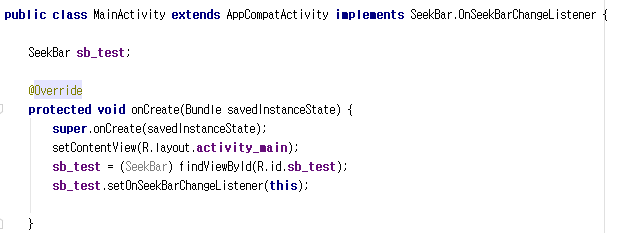 public class MainActivity extends AppCompatActivity implements SeekBar.OnSeekBarChangeListener {
SeekBar sb_test;
@Override
protected void onCreate(Bundle savedInstanceState) {
super.onCreate(savedInstanceState);
setContentView(R.layout.activity_main);
sb_test = (SeekBar) findViewById(R.id.sb_test);
sb_test.setOnSeekBarChangeListener(this);
}